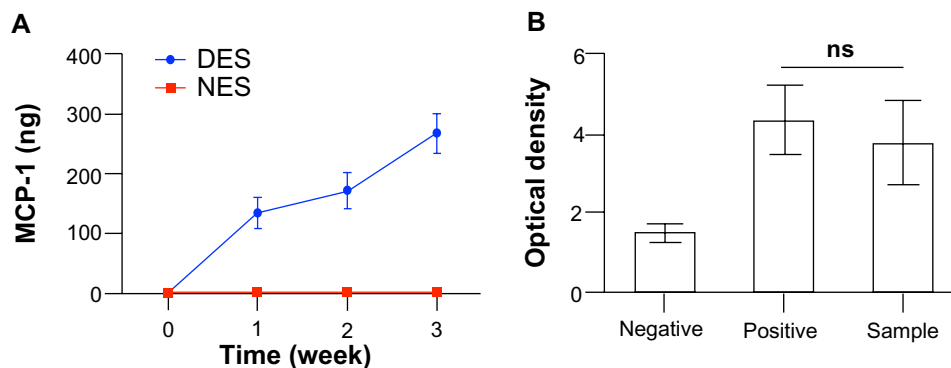 A
MCP-1 (ng)
400
300
200
100
0
DES
NES
0 1 2 3
Time (week)
B
Optical density
6
4
2
0
ns
Negative Positive Sample